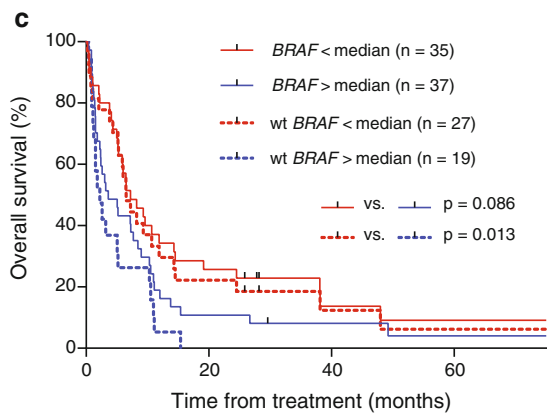 c
100
80
60
40
20
0
Overall survival (%)
BRAF < median (n = 35)
BRAF > median (n = 37)
wt BRAF < median (n = 27)
wt BRAF > median (n = 19)
vs. p = 0.086
vs. p = 0.013
0 20 40 60
Time from treatment (months)